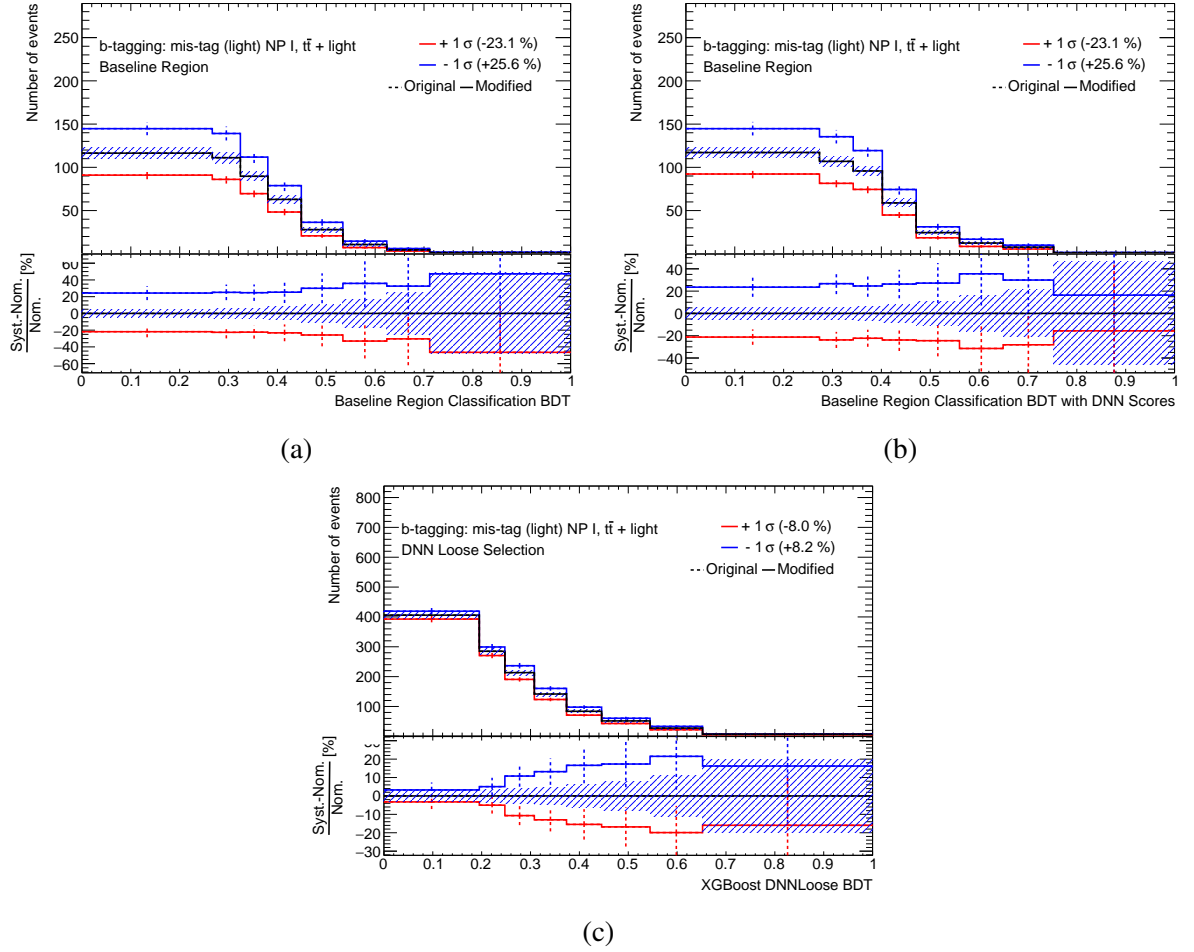 Number of events
50
100
150
200
250
b-tagging: mis-tag (light) NP I, tt̄ + light
Baseline Region
+ 1 σ (-23.1 %)
- 1 σ (+25.6 %)
Original Modified
Syst.-Nom. [%]
Nom.
60
40
20
0
−20
−40
−60
0 0.1 0.2 0.3 0.4 0.5 0.6 0.7 0.8 0.9 1
Baseline Region Classification BDT
(a)
Number of events
50
100
150
200
250
b-tagging: mis-tag (light) NP I, tt̄ + light
Baseline Region
+ 1 σ (-23.1 %)
- 1 σ (+25.6 %)
Original Modified
Syst.-Nom. [%]
Nom.
40
20
0
−20
−40
0 0.1 0.2 0.3 0.4 0.5 0.6 0.7 0.8 0.9 1
Baseline Region Classification BDT with DNN Scores
(b)
Number of events
100
200
300
400
500
600
700
800
b-tagging: mis-tag (light) NP I, tt̄ + light
DNN Loose Selection
+ 1 σ (-8.0 %)
- 1 σ (+8.2 %)
Original Modified
Syst.-Nom. [%]
Nom.
30
20
10
0
−10
−20
−30
0 0.1 0.2 0.3 0.4 0.5 0.6 0.7 0.8 0.9 1
XGBoost DNNLoose BDT
(c)